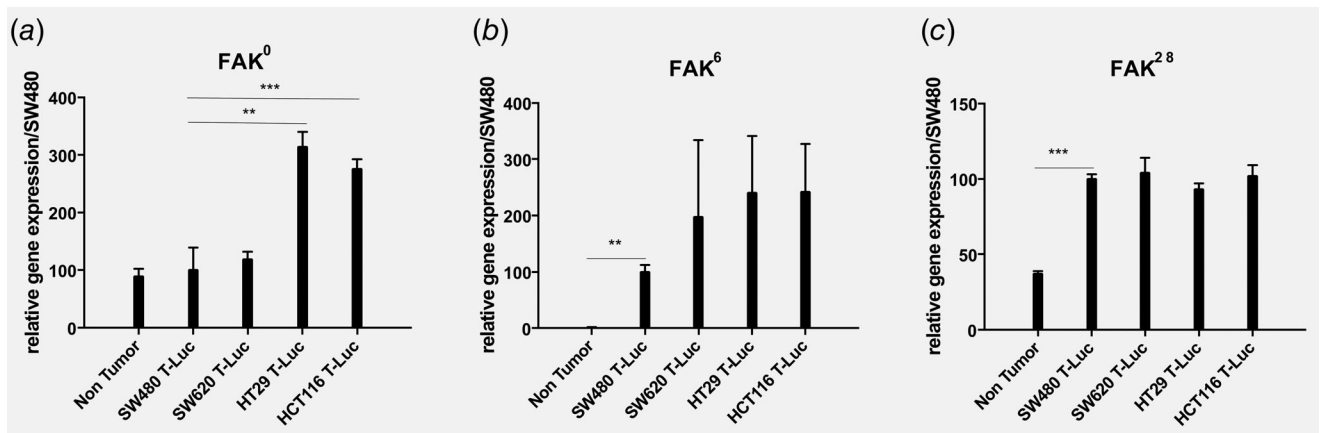 (a)
FAK⁰
relative gene expression/SW480
400
300
200
100
0
***
**
Non Tumor
SW480 T-Luc
SW620 T-Luc
HT29 T-Luc
HCT116 T-Luc
(b)
FAK⁶
relative gene expression/SW480
400
300
200
100
0
**
Non Tumor
SW480 T-Luc
SW620 T-Luc
HT29 T-Luc
HCT116 T-Luc
(c)
FAK²⁸
relative gene expression/SW480
150
100
50
0
***
Non Tumor
SW480 T-Luc
SW620 T-Luc
HT29 T-Luc
HCT116 T-Luc